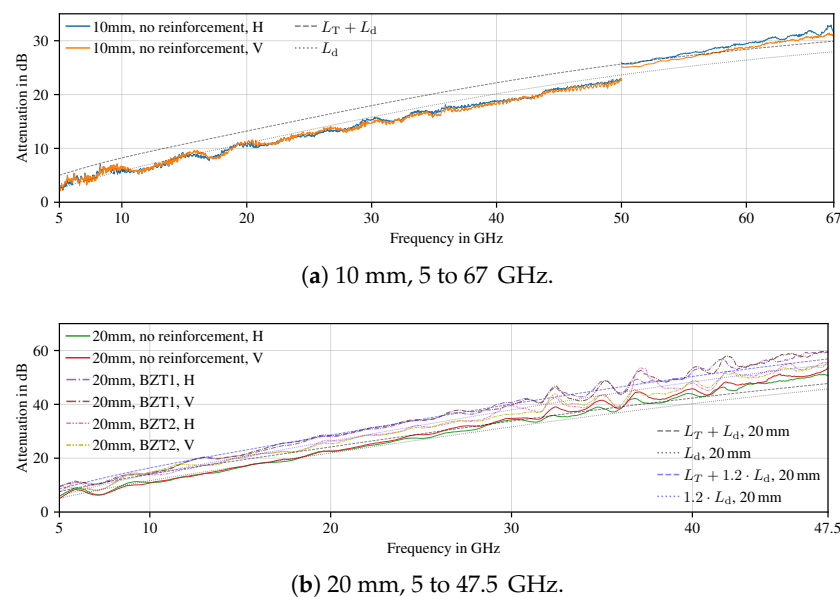 10mm, no reinforcement, H
10mm, no reinforcement, V
L_T + L_d
L_d
Attenuation in dB
30
20
10
0
5 10 20 30 40 50 60 67
Frequency in GHz
(a) 10 mm, 5 to 67 GHz.
20mm, no reinforcement, H
20mm, no reinforcement, V
20mm, BZT1, H
20mm, BZT1, V
20mm, BZT2, H
20mm, BZT2, V
L_T + L_d, 20 mm
L_d, 20 mm
L_T + 1.2 · L_d, 20 mm
1.2 · L_d, 20 mm
Attenuation in dB
60
40
20
0
5 10 20 30 40 47.5
Frequency in GHz
(b) 20 mm, 5 to 47.5 GHz.